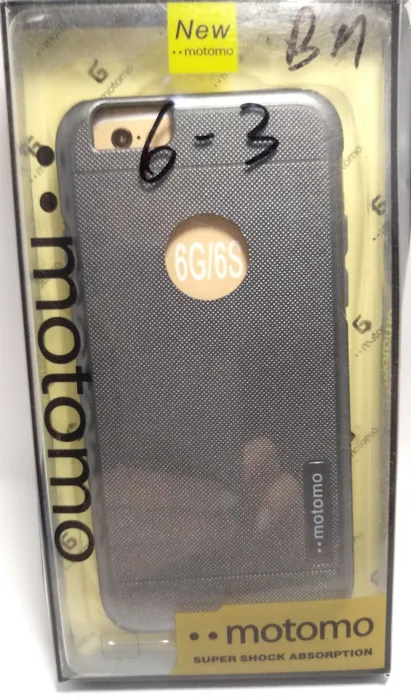 New
••motomo
BM
6-3
6G/6S
••motomo
••motomo
••motomo
SUPER SHOCK ABSORPTION